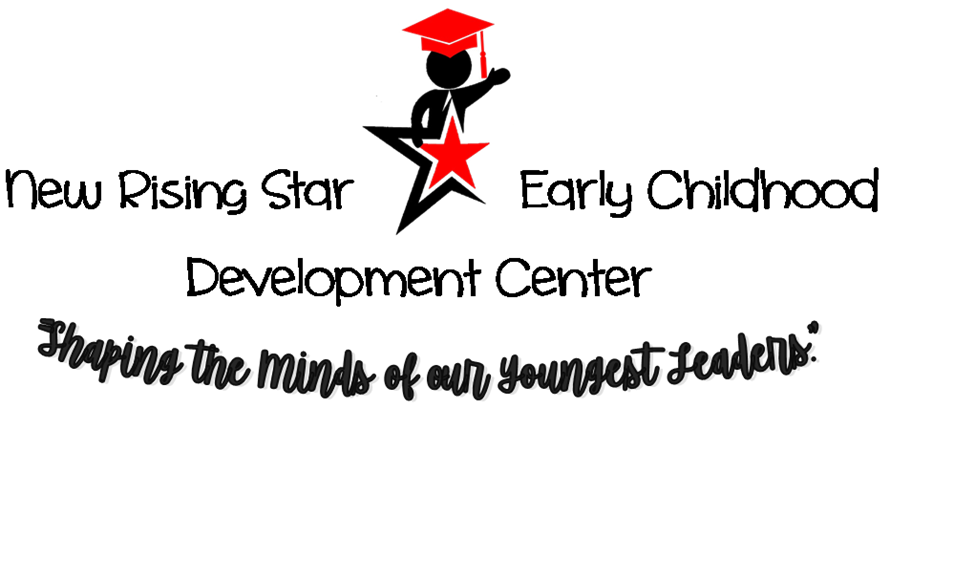 New Rising Star Early Childhood
Development Center
"Shaping the Minds of our Youngest Leaders."